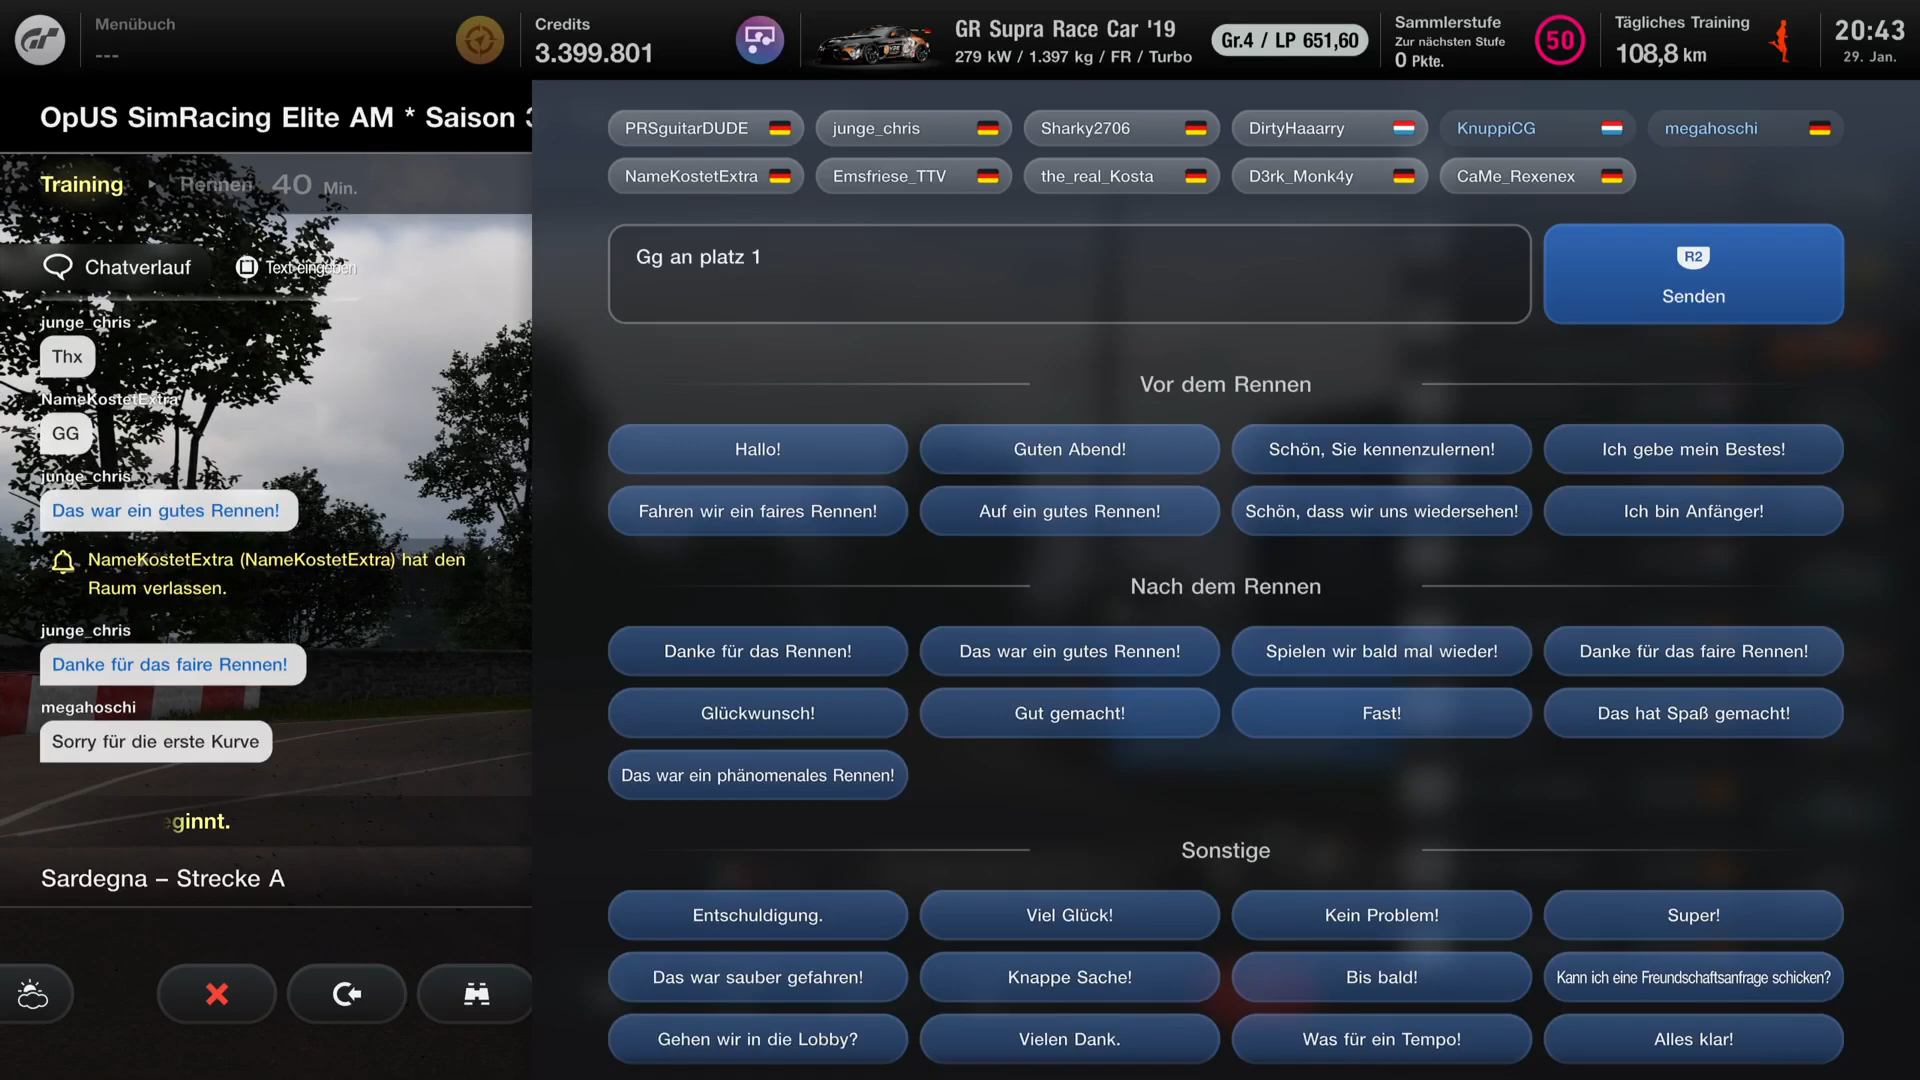 Menübuch
---
Credits
3.399.801
GR Supra Race Car '19
279 kW / 1.397 kg / FR / Turbo
Gr.4 / LP 651,60
Sammlerstufe
Zur nächsten Stufe
0 Pkte.
50
Tägliches Training
108,8 km
20:43
29. Jan.
OpUS SimRacing Elite AM * Saison
Training Rennen 40 Min.
Chatverlauf Text eingeben
junge_chris
Thx
NameKostetExtra
GG
junge_chris
Das war ein gutes Rennen!
NameKostetExtra (NameKostetExtra) hat den
Raum verlassen.
junge_chris
Danke für das faire Rennen!
megahoschi
Sorry für die erste Kurve
ginnt.
Sardegna – Strecke A
PRSguitarDUDE junge_chris Sharky2706 DirtyHaaarry KnuppiCG megahoschi
NameKostetExtra Emsfriese_TTV the_real_Kosta D3rk_Monk4y CaMe_Rexenex
Gg an platz 1
R2
Senden
Vor dem Rennen
Hallo! Guten Abend! Schön, Sie kennenzulernen! Ich gebe mein Bestes!
Fahren wir ein faires Rennen! Auf ein gutes Rennen! Schön, dass wir uns wiedersehen! Ich bin Anfänger!
Nach dem Rennen
Danke für das Rennen! Das war ein gutes Rennen! Spielen wir bald mal wieder! Danke für das faire Rennen!
Glückwunsch! Gut gemacht! Fast! Das hat Spaß gemacht!
Das war ein phänomenales Rennen!
Sonstige
Entschuldigung. Viel Glück! Kein Problem! Super!
Das war sauber gefahren! Knappe Sache! Bis bald! Kann ich eine Freundschaftsanfrage schicken?
Gehen wir in die Lobby? Vielen Dank. Was für ein Tempo! Alles klar!